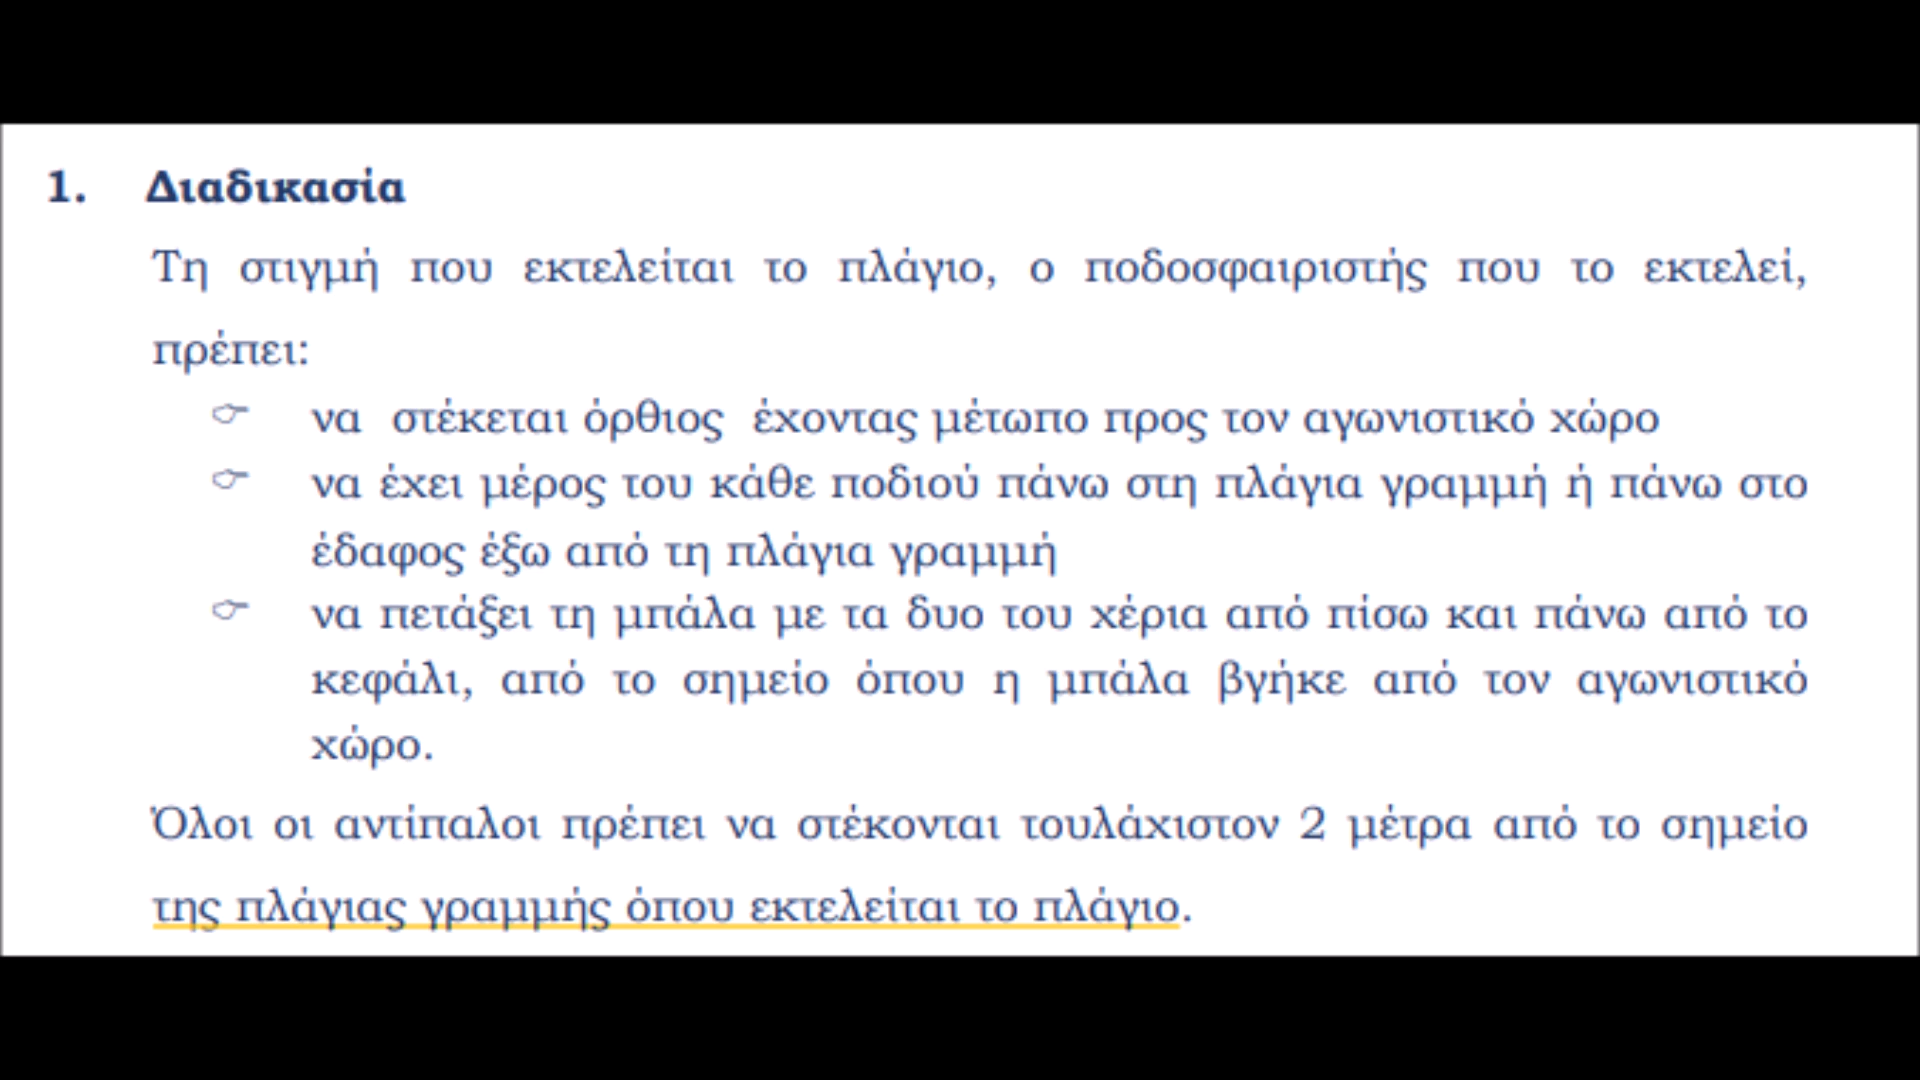 1. Διαδικασία
Τη στιγμή που εκτελείται το πλάγιο, ο ποδοσφαιριστής που το εκτελεί,
πρέπει:
☞ να στέκεται όρθιος έχοντας μέτωπο προς τον αγωνιστικό χώρο
☞ να έχει μέρος του κάθε ποδιού πάνω στη πλάγια γραμμή ή πάνω στο
έδαφος έξω από τη πλάγια γραμμή
☞ να πετάξει τη μπάλα με τα δυο του χέρια από πίσω και πάνω από το
κεφάλι, από το σημείο όπου η μπάλα βγήκε από τον αγωνιστικό
χώρο.
Όλοι οι αντίπαλοι πρέπει να στέκονται τουλάχιστον 2 μέτρα από το σημείο
της πλάγιας γραμμής όπου εκτελείται το πλάγιο.